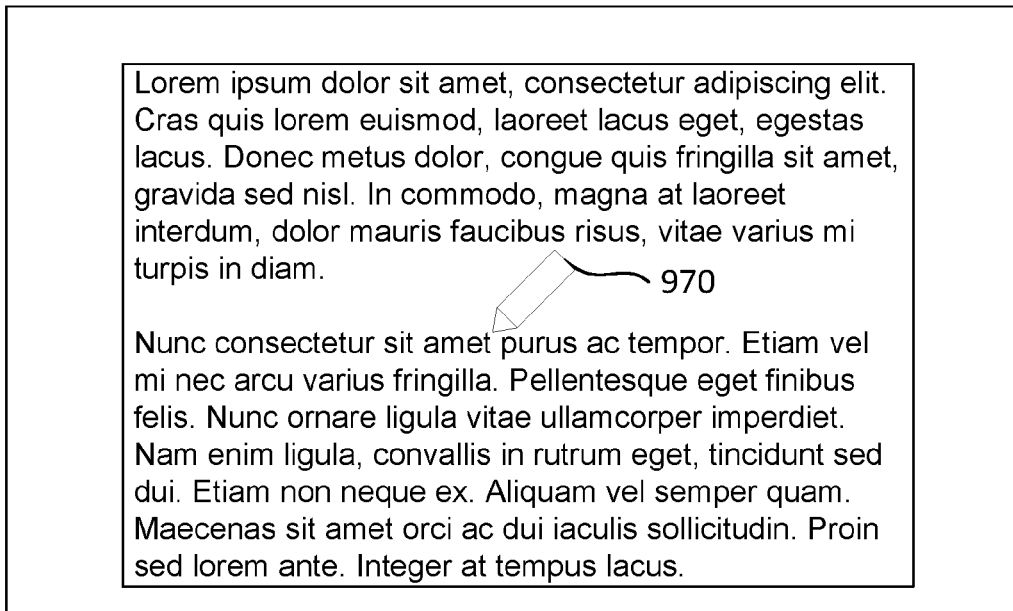 Lorem ipsum dolor sit amet, consectetur adipiscing elit.
Cras quis lorem euismod, laoreet lacus eget, egestas
lacus. Donec metus dolor, congue quis fringilla sit amet,
gravida sed nisl. In commodo, magna at laoreet
interdum, dolor mauris faucibus risus, vitae varius mi
turpis in diam.
970
Nunc consectetur sit amet purus ac tempor. Etiam vel
mi nec arcu varius fringilla. Pellentesque eget finibus
felis. Nunc ornare ligula vitae ullamcorper imperdiet.
Nam enim ligula, convallis in rutrum eget, tincidunt sed
dui. Etiam non neque ex. Aliquam vel semper quam.
Maecenas sit amet orci ac dui iaculis sollicitudin. Proin
sed lorem ante. Integer at tempus lacus.